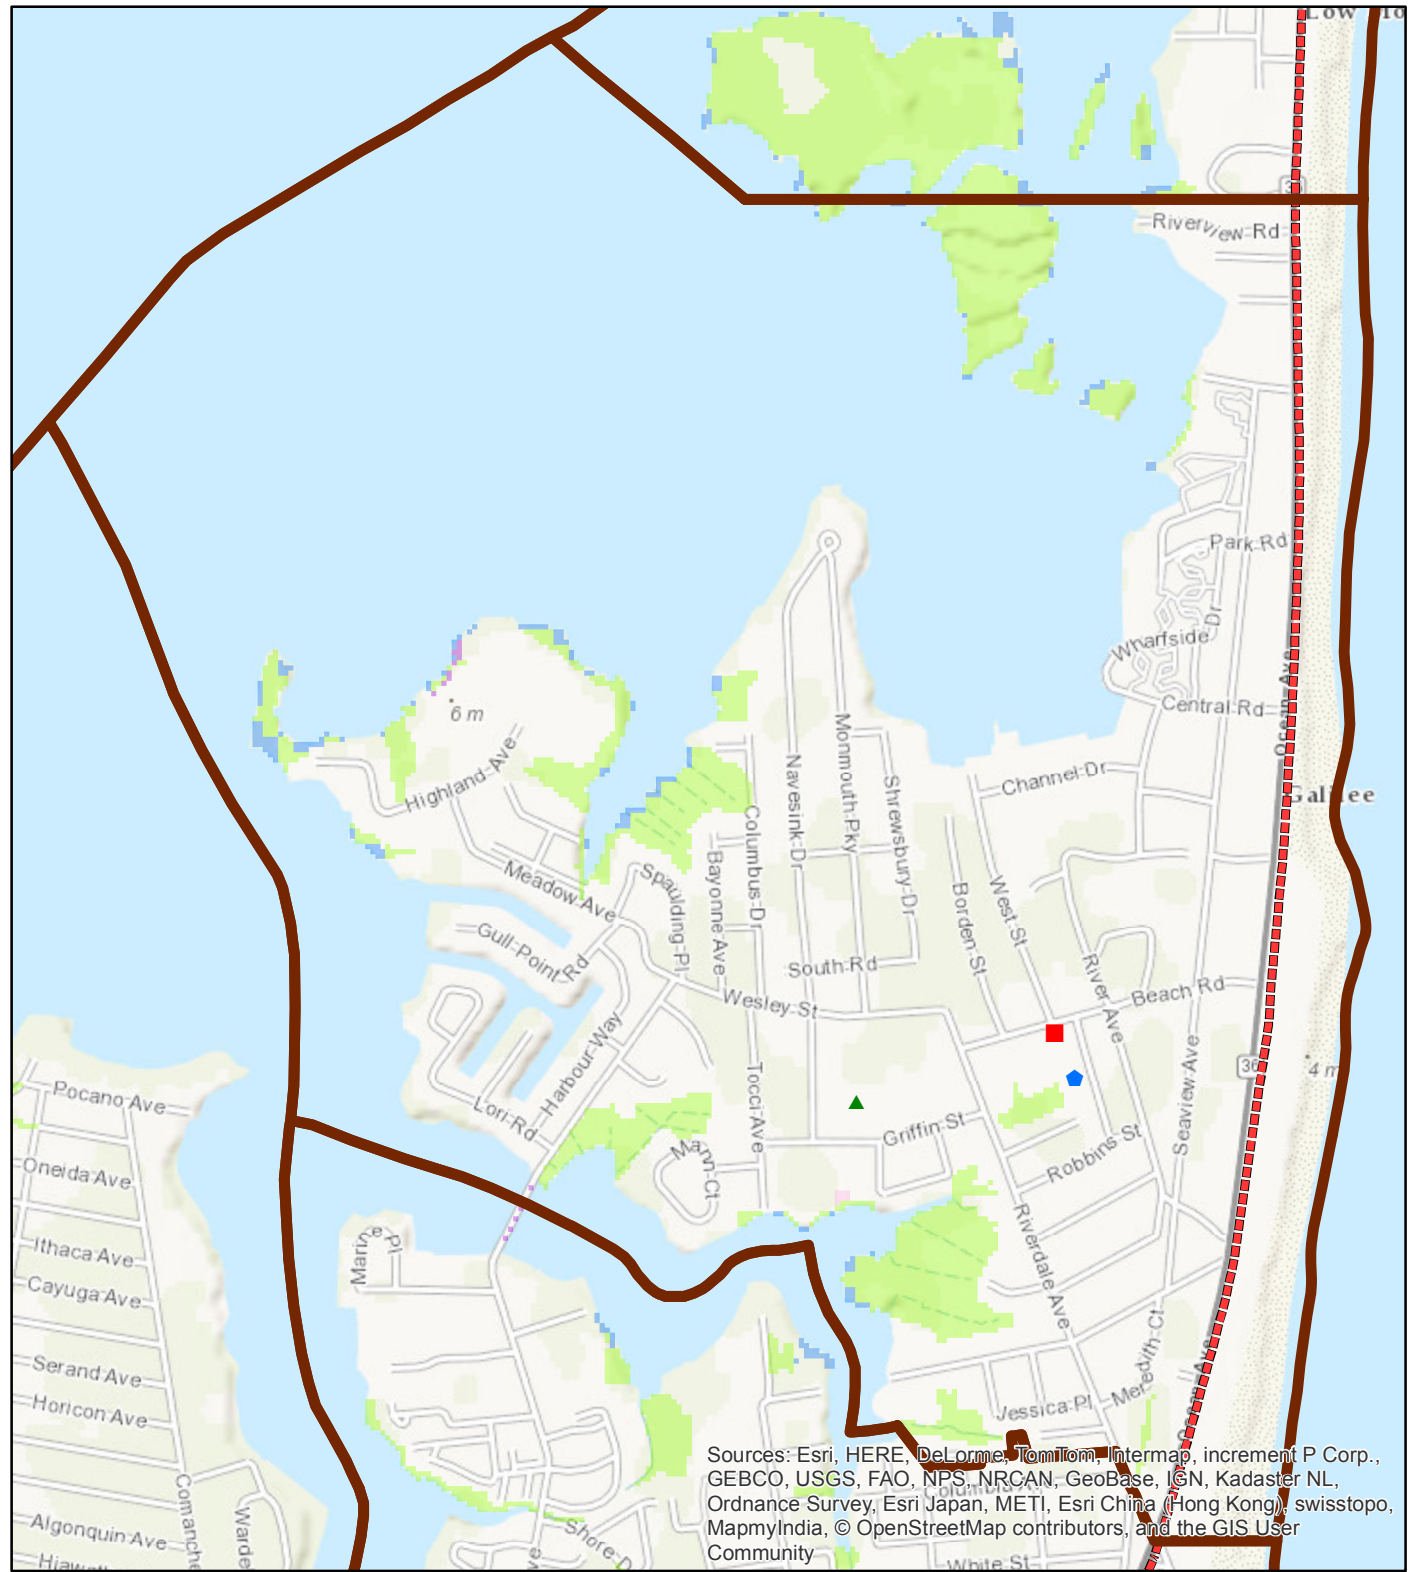 Riverview Rd
Park Rd
Wharfside Dr
Ocean Ave
Central Rd
6 m
Highland Ave
Channel Dr
Galilee
Navesink Dr
Monmouth Pky
Shrewsbury Dr
Columbus Dr
Bayonne Ave
Spaulding Pl
Meadow Ave
Borden St
West St
Gull Point Rd
South Rd
River Ave
Beach Rd
Wesley St
Harbour Way
36
4 m
Pocano Ave
Lori Rd
Tocci Ave
Griffin St
Seaview Ave
Mann Ct
Robbins St
Oneida Ave
Marine Pl
Ithaca Ave
Riverdale Ave
Cayuga Ave
Serand Ave
Meredith Ct
Ocean Ave
Horicon Ave
Jessica Pl
Sources: Esri, HERE, DeLorme, TomTom, Intermap, increment P Corp.,
GEBCO, USGS, FAO, NPS, NRCAN, GeoBase, IGN, Kadaster NL,
Ordnance Survey, Esri Japan, METI, Esri China (Hong Kong), swisstopo,
MapmyIndia, © OpenStreetMap contributors, and the GIS User
Community
Comanche
Warde
Algonquin Ave
Shore D
White St